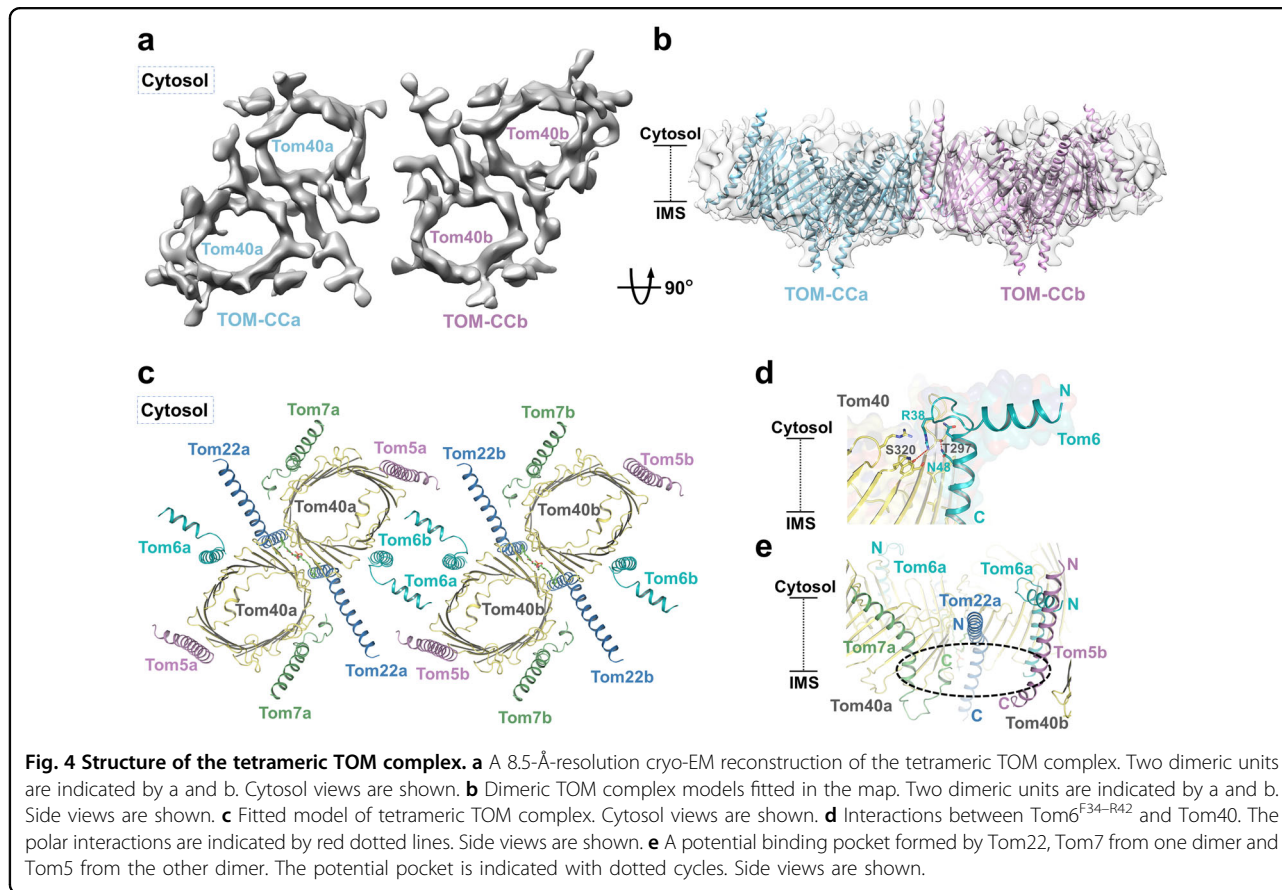 a
Cytosol
Tom40a
Tom40a
TOM-CCa
Tom40b
Tom40b
TOM-CCb
90°
b
Cytosol
IMS
TOM-CCa
TOM-CCb
c
Cytosol
Tom7a
Tom7b
Tom22a
Tom5a
Tom22b
Tom5b
Tom40a
Tom40b
Tom6a
Tom6b
Tom6a
Tom6b
Tom40a
Tom40b
Tom5a
Tom22a
Tom5b
Tom22b
Tom7a
Tom7b
d
Tom40
R38
N
Cytosol
Tom6
S320
T297
N48
IMS
C
e
N
Tom6a
Tom6a
N
Cytosol
Tom22a
N
N
Tom7a
C
Tom5b
IMS
Tom40a
C
C
Tom40b
Fig. 4 Structure of the tetrameric TOM complex. a A 8.5-Å-resolution cryo-EM reconstruction of the tetrameric TOM complex. Two dimeric units
are indicated by a and b. Cytosol views are shown. b Dimeric TOM complex models fitted in the map. Two dimeric units are indicated by a and b.
Side views are shown. c Fitted model of tetrameric TOM complex. Cytosol views are shown. d Interactions between Tom6F34–R42 and Tom40. The
polar interactions are indicated by red dotted lines. Side views are shown. e A potential binding pocket formed by Tom22, Tom7 from one dimer and
Tom5 from the other dimer. The potential pocket is indicated with dotted cycles. Side views are shown.